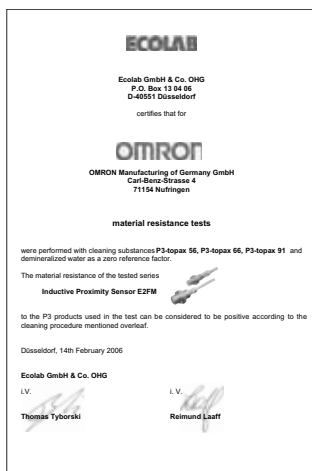 ECOLAB
Ecolab GmbH & Co. OHG
P.O. Box 13 04 06
D-40551 Düsseldorf
certifies that for
OMRON
OMRON Manufacturing of Germany GmbH
Carl-Benz-Strasse 4
71154 Nufringen
material resistance tests
were performed with cleaning substances P3-topax 56, P3-topax 66, P3-topax 91 and
demineralized water as a zero reference factor.
The material resistance of the tested series
Inductive Proximity Sensor E2FM
to the P3 products used in the test can be considered to be positive according to the
cleaning procedure mentioned overleaf.
Düsseldorf, 14th February 2006
Ecolab GmbH & Co. OHG
i.V. i. V.
Thomas Tyborski Reimund Laaff